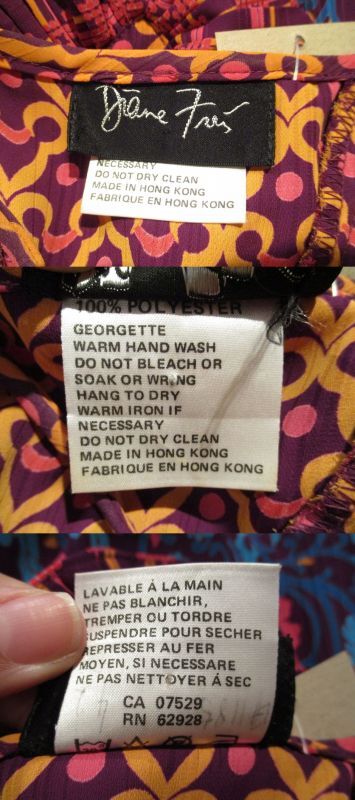 Diane Freis
NECESSARY
DO NOT DRY CLEAN
MADE IN HONG KONG
FABRIQUE EN HONG KONG
100% POLYESTER
GEORGETTE
WARM HAND WASH
DO NOT BLEACH OR
SOAK OR WRING
HANG TO DRY
WARM IRON IF
NECESSARY
DO NOT DRY CLEAN
MADE IN HONG KONG
FABRIQUE EN HONG KONG
LAVABLE À LA MAIN
NE PAS BLANCHIR,
TREMPER OU TORDRE
SUSPENDRE POUR SECHER
REPRESSER AU FER
MOYEN, SI NECESSAIRE
NE PAS NETTOYER À SEC
CA 07529
RN 62928